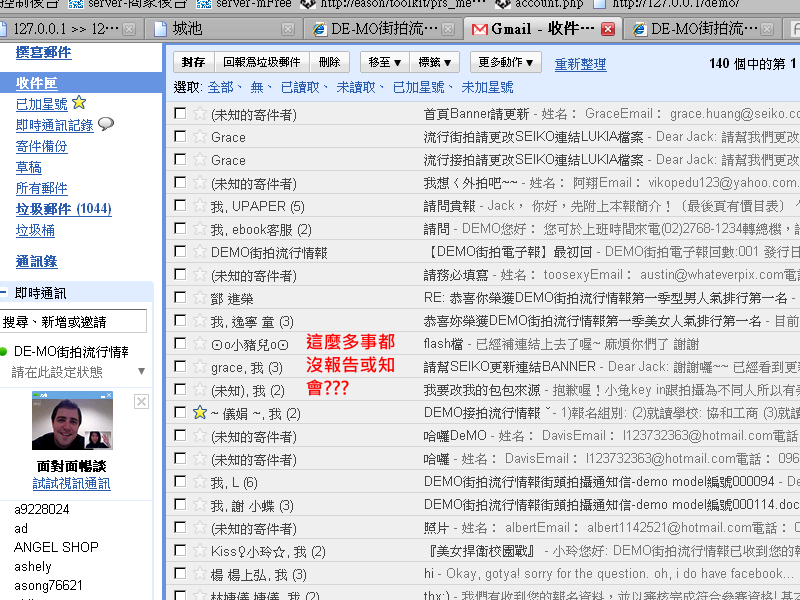 控制後台 server-商家後台 server-mFree http://eason/toolkit/prs_me··· account.php http://127.0.0.1/demo/
127.0.0.1 >> 12··· 城池 DE-MO街拍流··· Gmail - 收件··· DE-MO街拍流···
撰寫郵件
收件匣
已加星號
即時通訊記錄
寄件備份
草稿
所有郵件
垃圾郵件 (1044)
垃圾桶
通訊錄
即時通訊
搜尋、新增或邀請
DE-MO街拍流行情報
請在此設定狀態
面對面暢談
試試視訊通訊
a9228024
ad
ANGEL SHOP
ashely
asong76621
封存 回報為垃圾郵件 刪除 移至 標籤 更多動作 重新整理 140 個中的第 1
選取: 全部、 無、 已讀取、 未讀取、 已加星號、 未加星號
(未知的寄件者) 首頁Banner請更新 - 姓名： GraceEmail： grace.huang@seiko.co
Grace 流行街拍請更改SEIKO連結LUKIA檔案 - Dear Jack: 請幫我們更改
Grace 流行接拍請更改SEIKO連結LUKIA檔案 - Dear Jack: 請幫我們更改
(未知的寄件者) 我想ㄑ外拍吧~~ - 姓名： 阿翔Email： vikopedu123@yahoo.com.
我, UPAPER (5) 請問貴報 - Jack， 你好，先附上本報簡介！〔最後頁有價目表〕
我, ebook客服 (2) 請問 - DEMO您好： 您可於上班時間來電(02)2768-1234轉總機，
DEMO街拍流行情報 【DEMO街拍電子報】最初回 - DEMO街拍電子報回數:001 發行日
(未知的寄件者) 請務必填寫 - 姓名： toosexyEmail： austin@whateverpix.com電話
鄧 進榮 RE: 恭喜你榮獲DEMO街拍流行情報第一季型男人氣排行第一名 -
我, 逸寧 童 (3) 恭喜妳榮獲DEMO街拍流行情報第一季美女人氣排行第一名 - 目前
⊙o小豬兒o⊙ flash檔 - 已經補連結上去了喔~ 麻煩你們了 謝謝
grace, 我 (3) 請幫SEIKO更新連結BANNER - Dear Jack: 謝謝囉~~ 已經看到更新
(未知), 我 (2) 我要改我的包包來源 - 抱歉喔！小兔key in跟拍攝為不同人所以有
這麼多事都
沒報告或知
會???
~ 儀娟 ~, 我 (2) DEMO接拍流行情報 ˇ - 1)報名組別: (2)就讀學校: 協和工商 (3)就讀
(未知的寄件者) 哈囉DeMO - 姓名： DavisEmail： l123732363@hotmail.com電話：
(未知的寄件者) 哈囉 - 姓名： DavisEmail： l123732363@hotmail.com電話： 096
我, L (6) DEMO街拍流行情報街頭拍攝通知信-demo model編號000094 - De
我, 謝 小蝶 (3) DEMO街拍流行情報街頭拍攝通知信-demo model編號000114.doc
(未知的寄件者) 照片 - 姓名： albertEmail： albert1142521@hotmail.com電話： 0
Kiss♀小玲☆, 我 (2) 『美女捍衛校園戰』 - 小玲您好: DEMO街拍流行情報已收到您的報
楊 楊上弘, 我 (3) hi - Okay, gotya! sorry for the question. oh, i do have facebook...
林婕儀 婕儀, 我 (2) thx:) - 我們有收到您的報名資料，並以審核完成符合參賽資格! 基本